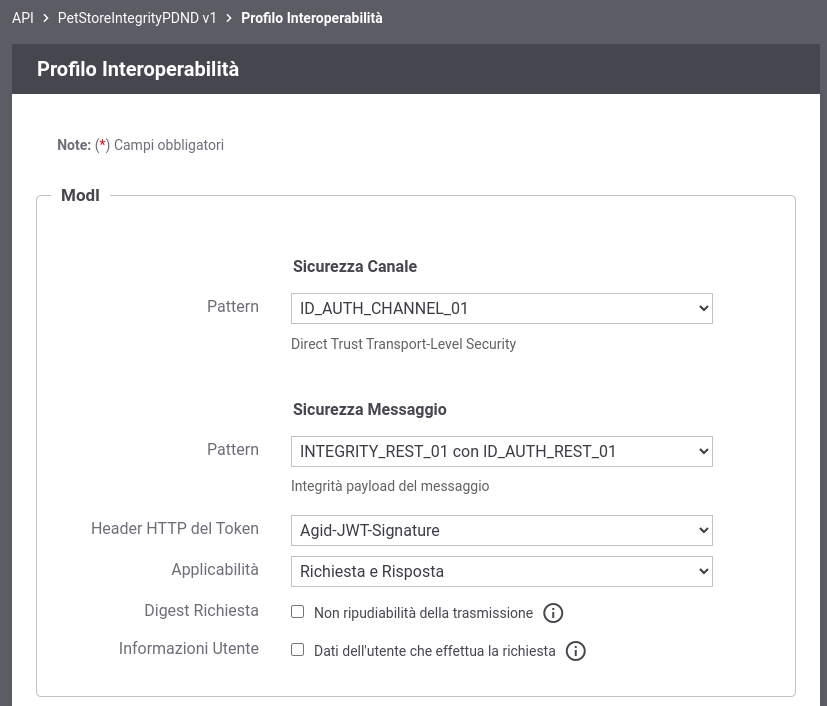 API > PetStoreIntegrityPDND v1 > Profilo Interoperabilità
Profilo Interoperabilità
Note: (*) Campi obbligatori
ModI
Sicurezza Canale
Pattern ID_AUTH_CHANNEL_01
Direct Trust Transport-Level Security
Sicurezza Messaggio
Pattern INTEGRITY_REST_01 con ID_AUTH_REST_01
Integrità payload del messaggio
Header HTTP del Token Agid-JWT-Signature
Applicabilità Richiesta e Risposta
Digest Richiesta Non ripudiabilità della trasmissione
Informazioni Utente Dati dell'utente che effettua la richiesta